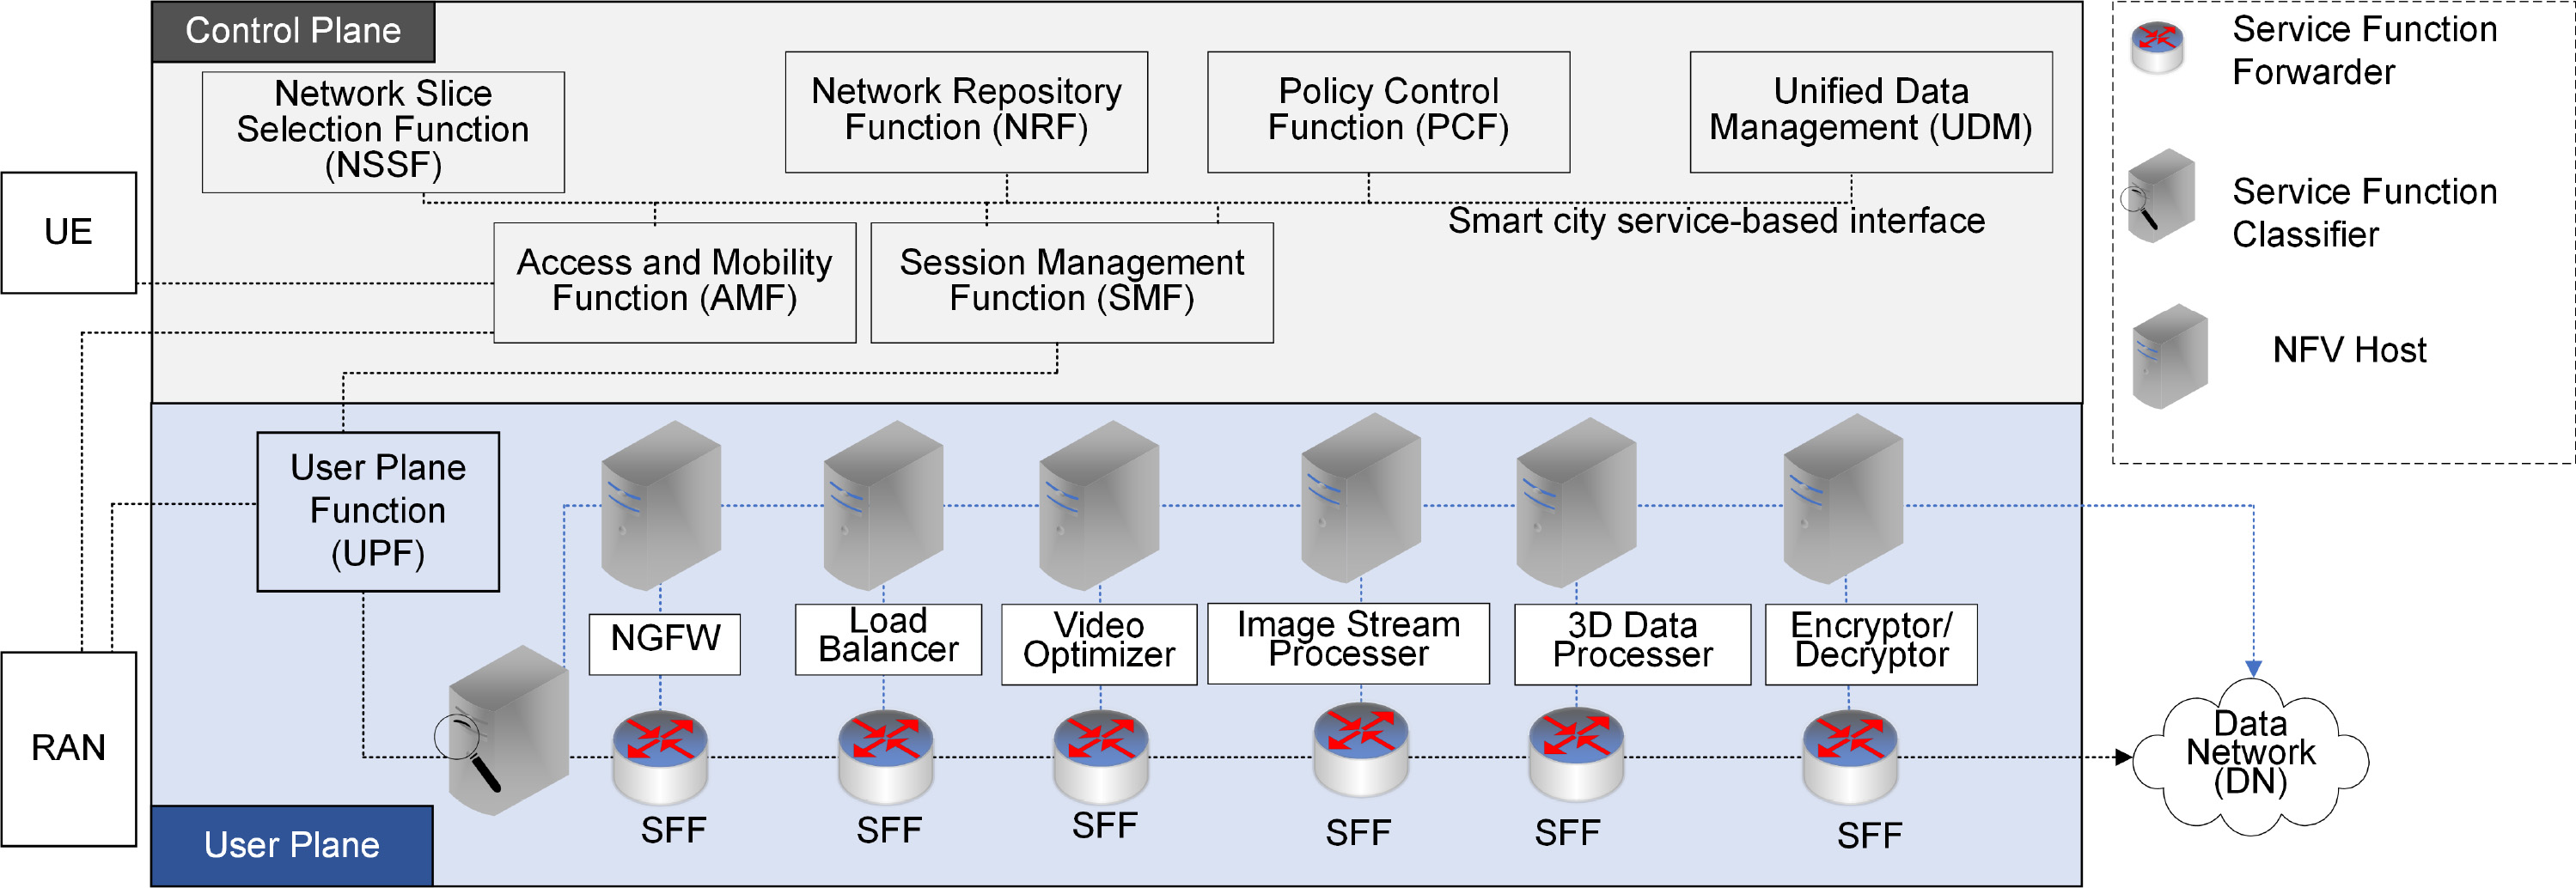 Control Plane
Network Slice
Selection Function
(NSSF)
Network Repository
Function (NRF)
Policy Control
Function (PCF)
Unified Data
Management (UDM)
Smart city service-based interface
UE
Access and Mobility
Function (AMF)
Session Management
Function (SMF)
Service Function
Forwarder
Service Function
Classifier
NFV Host
User Plane
Function
(UPF)
NGFW
Load
Balancer
Video
Optimizer
Image Stream
Processer
3D Data
Processer
Encryptor/
Decryptor
RAN
SFF
SFF
SFF
SFF
SFF
SFF
Data
Network
(DN)
User Plane